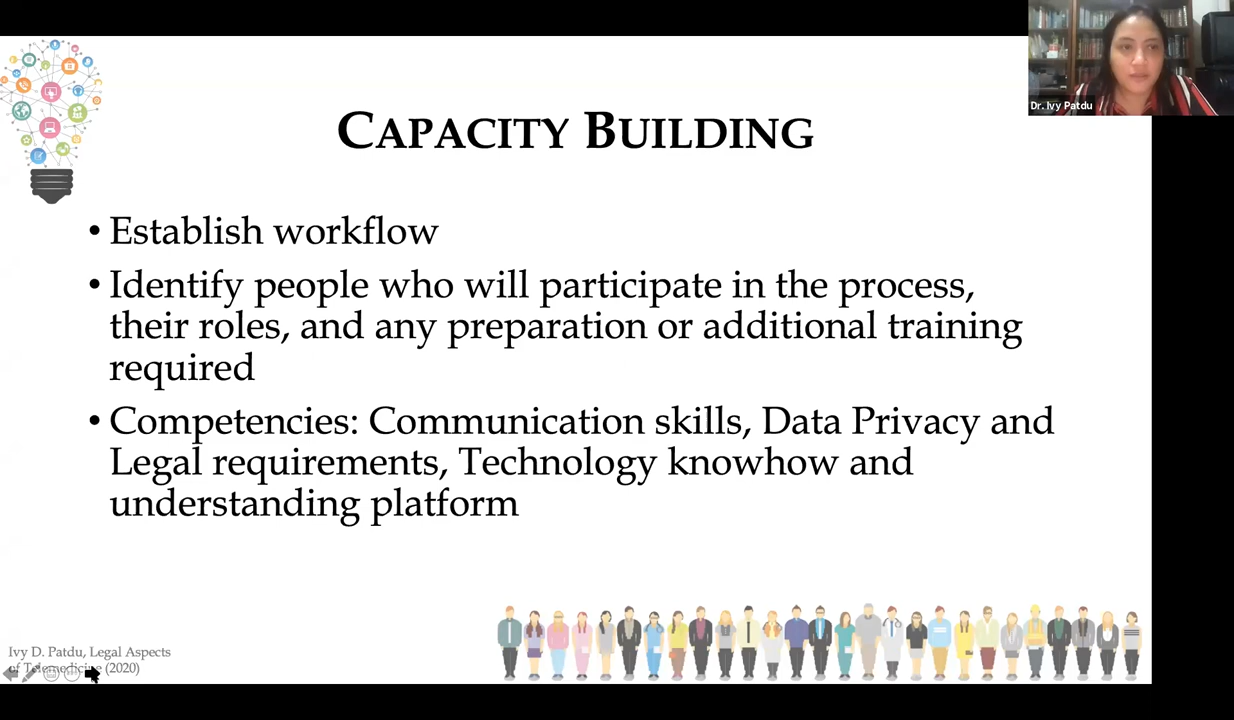 Dr. Ivy Patdu
CAPACITY BUILDING
• Establish workflow
• Identify people who will participate in the process,
their roles, and any preparation or additional training
required
• Competencies: Communication skills, Data Privacy and
Legal requirements, Technology knowhow and
understanding platform
Ivy D. Patdu, Legal Aspects
of Telemedicine (2020)